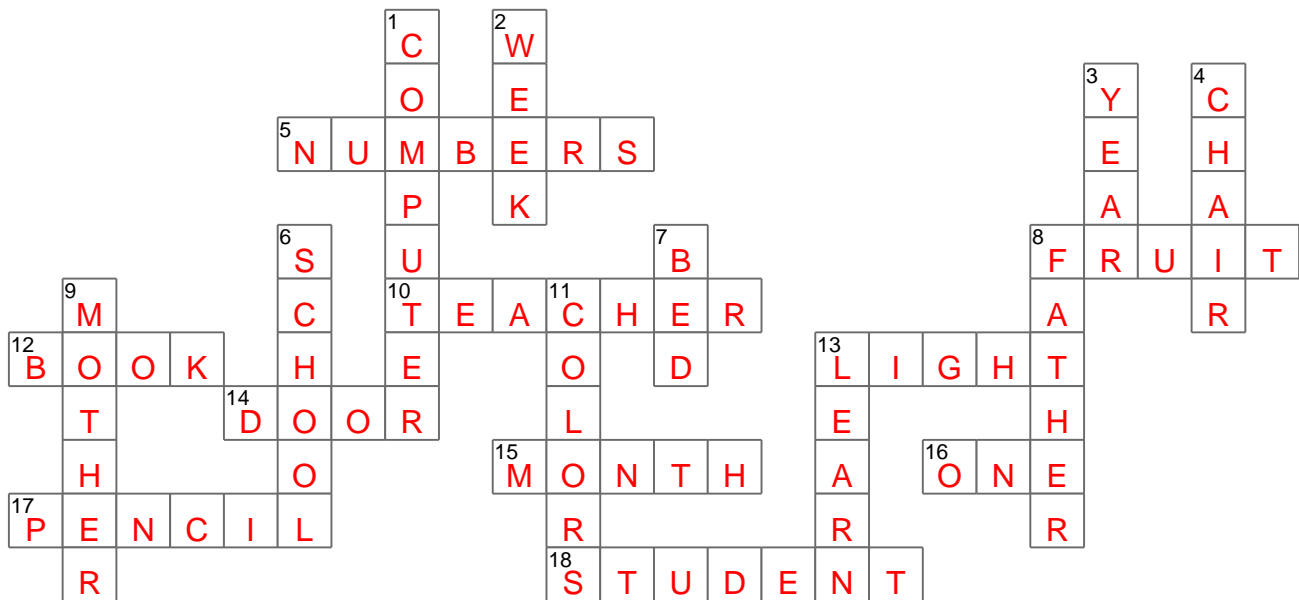 1 C 2 W
O E 3 Y 4 C
5 N U M B E R S E H
P K A A
6 S U 7 B 8 F R U I T
9 M C 10 T E A 11 C H E R A R
12 B O O K H E O D 13 L I G H T
T 14 D O O R L E H
H O 15 M O N T H A 16 O N E
17 P E N C I L R R R
R 18 S T U D E N T